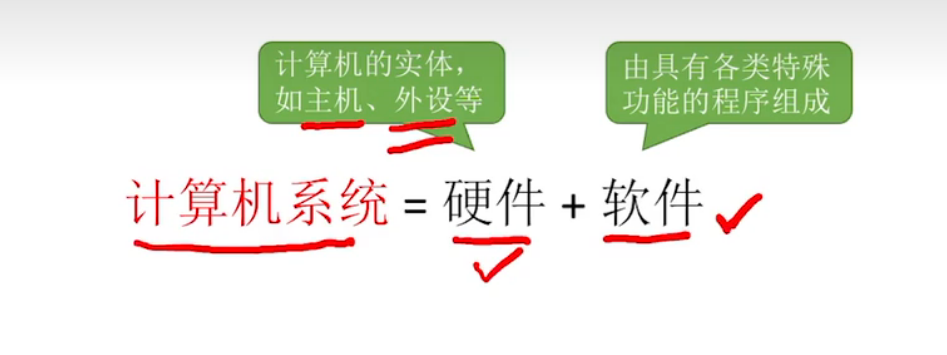 计算机的实体，
如主机、外设等
由具有各类特殊
功能的程序组成
计算机系统 = 硬件 + 软件